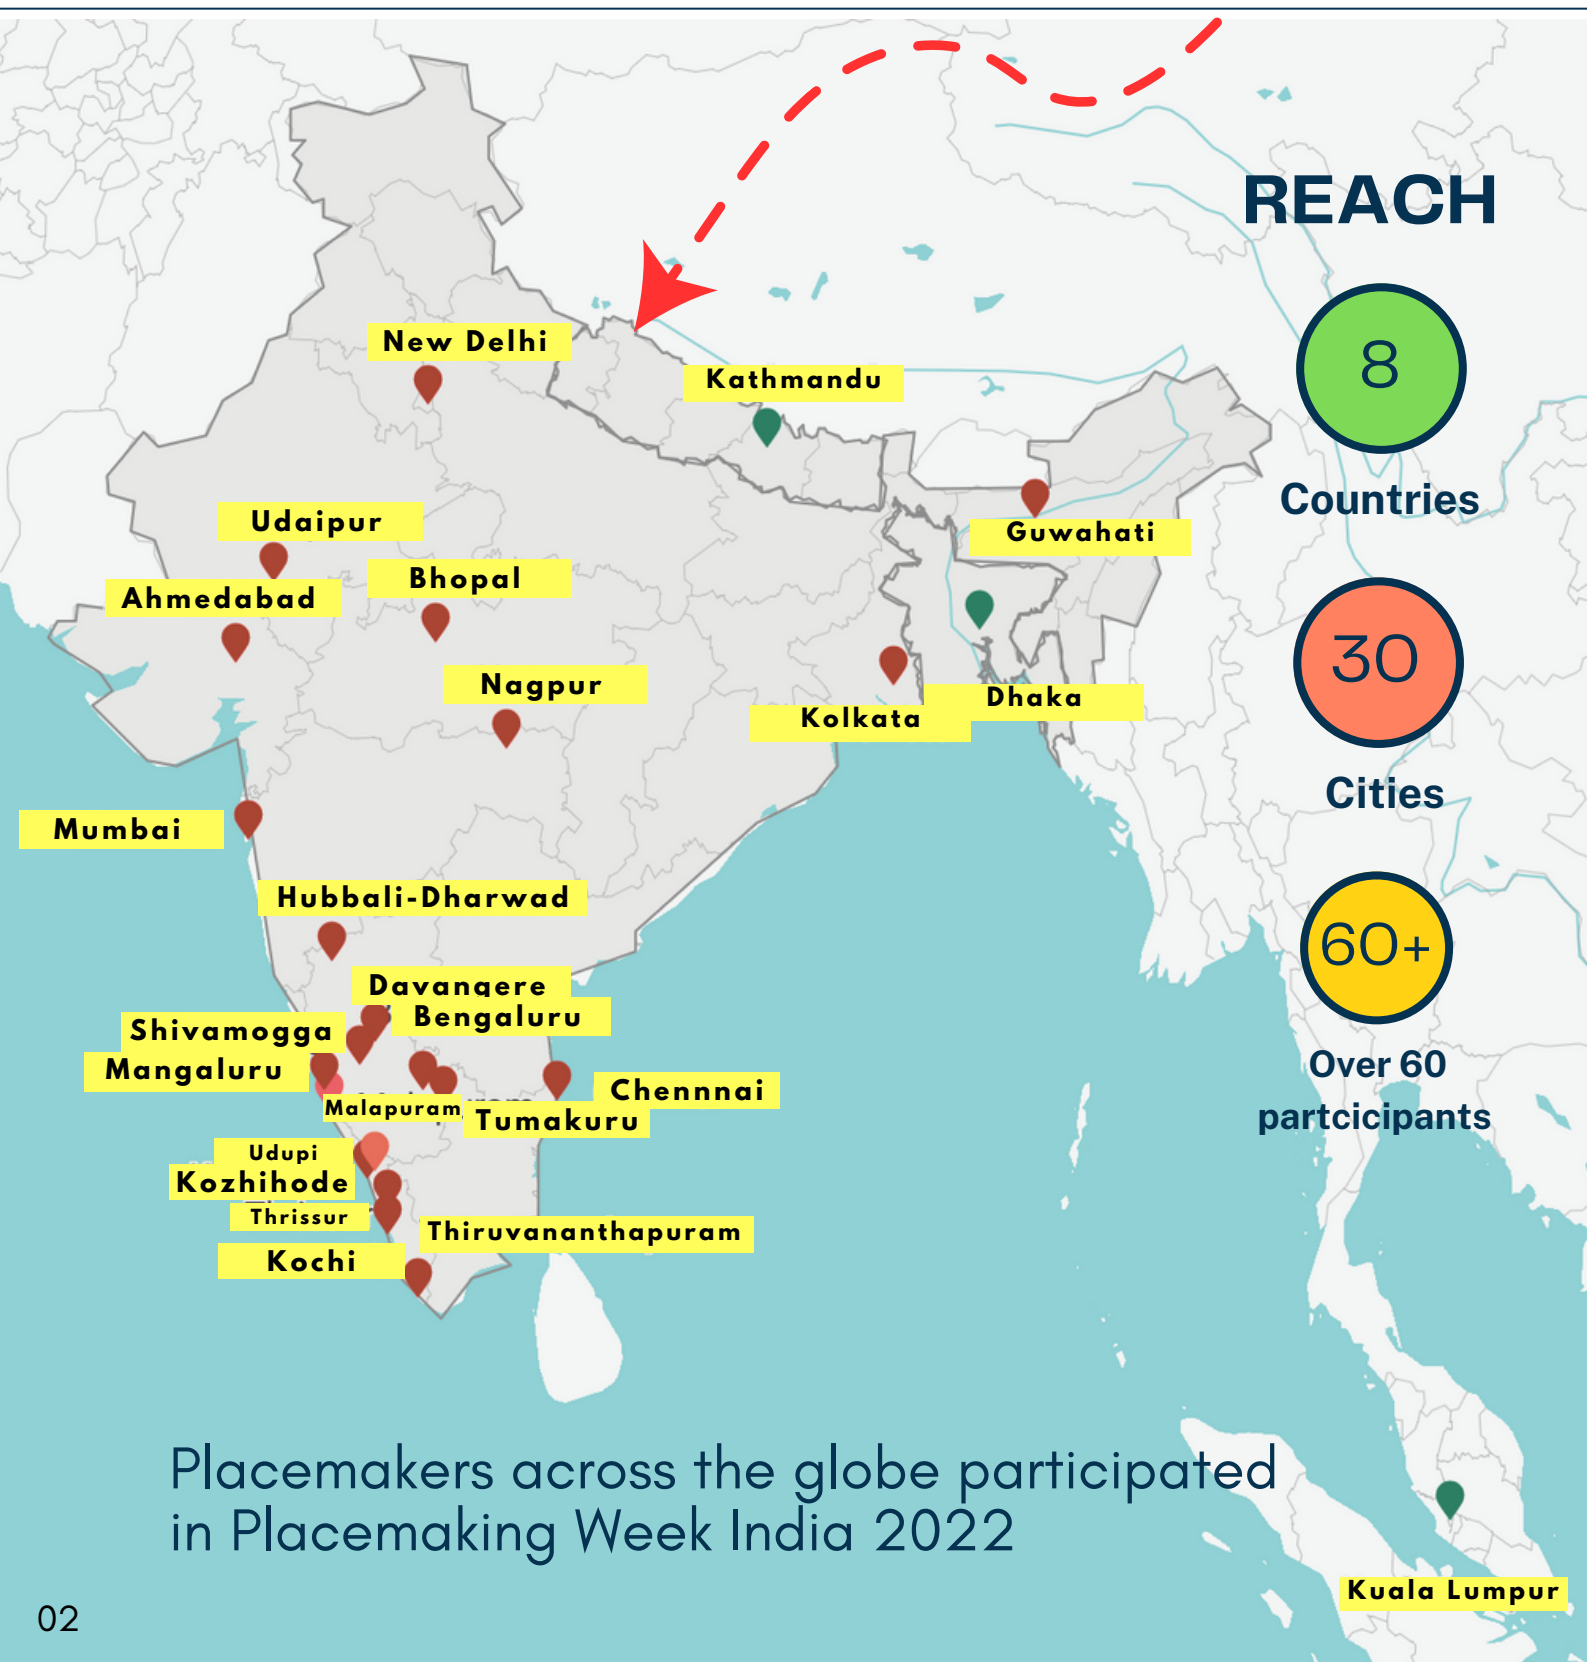 REACH
New Delhi
8
Kathmandu
Countries
Udaipur
Guwahati
Bhopal
Ahmedabad
30
Nagpur
Dhaka
Kolkata
Cities
Mumbai
Hubbali-Dharwad
60+
Davangere
Bengaluru
Shivamogga
Over 60
Mangaluru
Chennnai
Malapuram
partcicipants
Tumakuru
Udupi
Kozhihode
Thrissur
Thiruvananthapuram
Kochi
Placemakers across the globe participated
in Placemaking Week India 2022
Kuala Lumpur
02